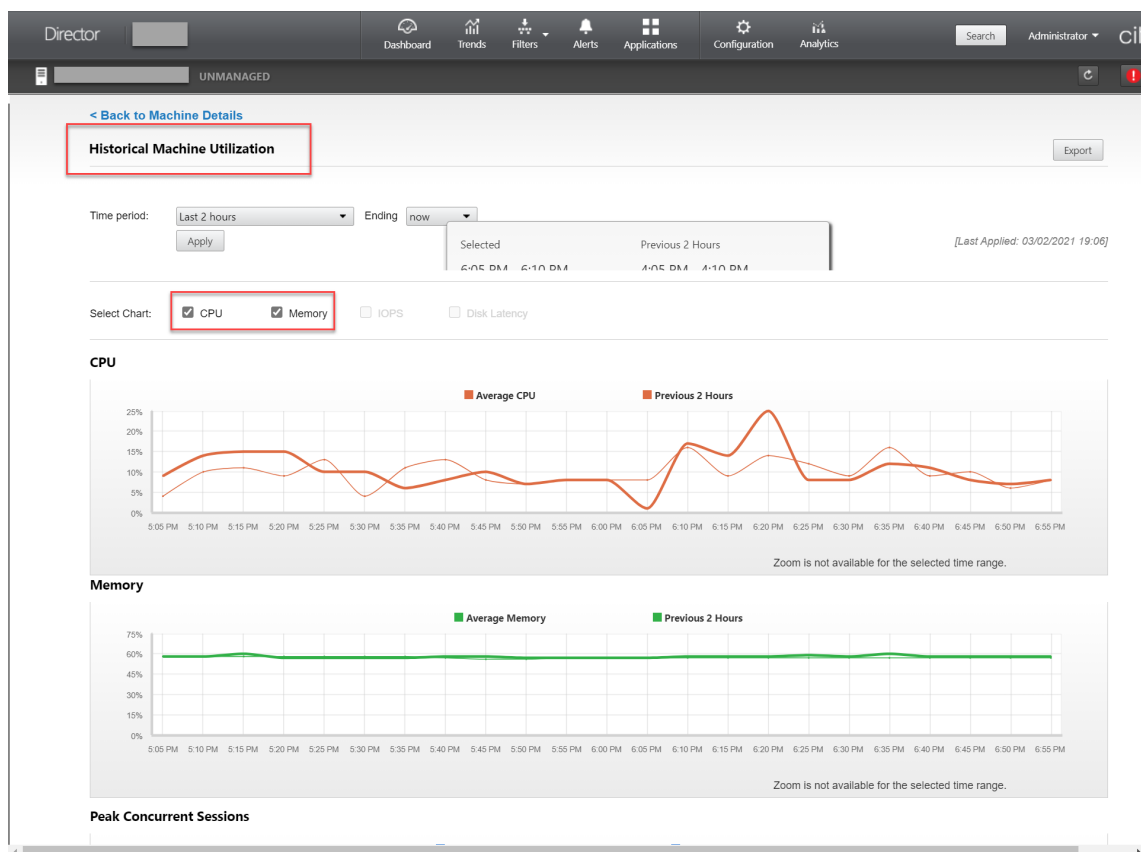 Director
Dashboard Trends Filters Alerts Applications Configuration Analytics Search Administrator
UNMANAGED
< Back to Machine Details
Historical Machine Utilization
Export
Time period: Last 2 hours Ending now
Apply
Selected Previous 2 Hours
[Last Applied: 03/02/2021 19:06]
6:05 PM 6:10 PM 4:05 PM 4:10 PM
Select Chart: CPU Memory IOPS Disk Latency
CPU
Average CPU Previous 2 Hours
25%
20%
15%
10%
5%
0%
5:05 PM 5:10 PM 5:15 PM 5:20 PM 5:25 PM 5:30 PM 5:35 PM 5:40 PM 5:45 PM 5:50 PM 5:55 PM 6:00 PM 6:05 PM 6:10 PM 6:15 PM 6:20 PM 6:25 PM 6:30 PM 6:35 PM 6:40 PM 6:45 PM 6:50 PM 6:55 PM
Zoom is not available for the selected time range.
Memory
Average Memory Previous 2 Hours
75%
60%
45%
30%
15%
0%
5:05 PM 5:10 PM 5:15 PM 5:20 PM 5:25 PM 5:30 PM 5:35 PM 5:40 PM 5:45 PM 5:50 PM 5:55 PM 6:00 PM 6:05 PM 6:10 PM 6:15 PM 6:20 PM 6:25 PM 6:30 PM 6:35 PM 6:40 PM 6:45 PM 6:50 PM 6:55 PM
Zoom is not available for the selected time range.
Peak Concurrent Sessions